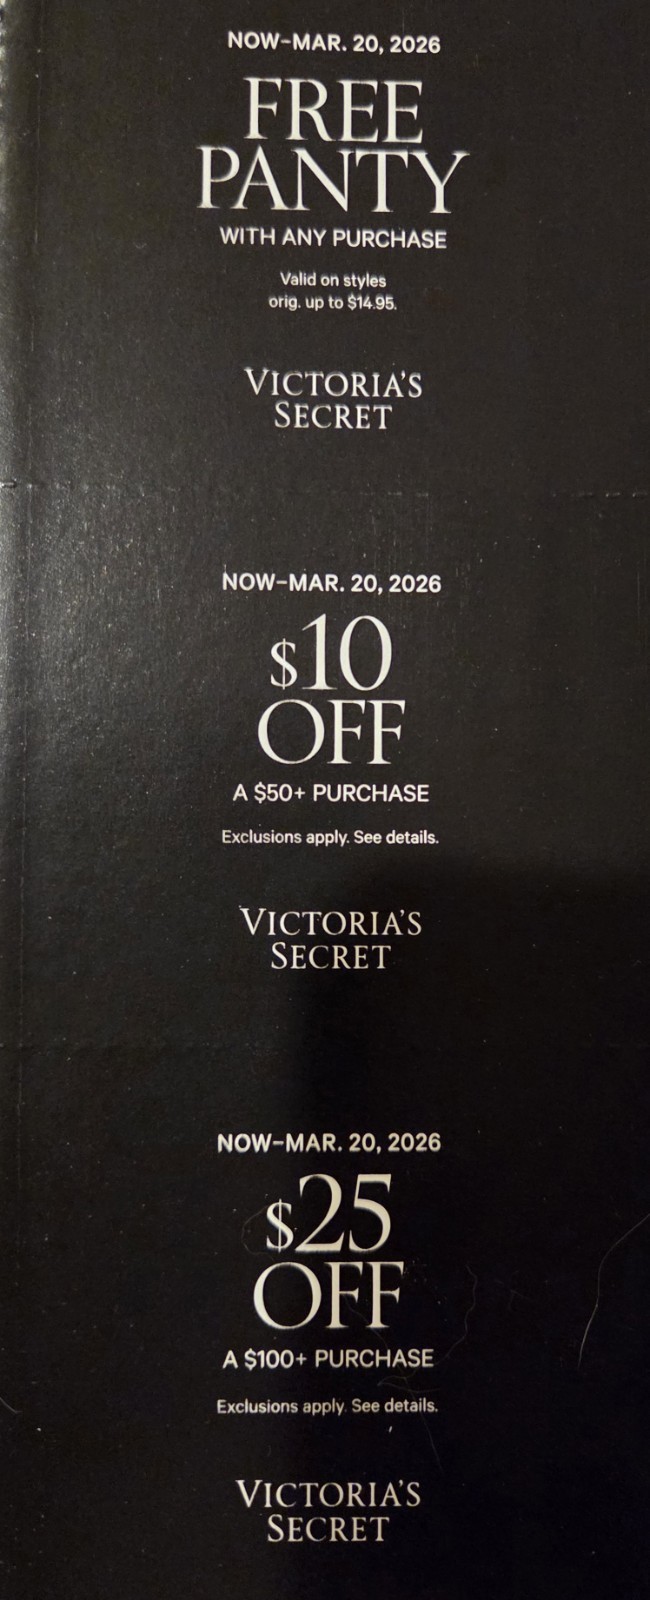 NOW–MAR. 20, 2026
FREE
PANTY
WITH ANY PURCHASE
Valid on styles
orig. up to $14.95.
VICTORIA'S
SECRET
NOW–MAR. 20, 2026
$10
OFF
A $50+ PURCHASE
Exclusions apply. See details.
VICTORIA'S
SECRET
NOW–MAR. 20, 2026
$25
OFF
A $100+ PURCHASE
Exclusions apply. See details.
VICTORIA'S
SECRET